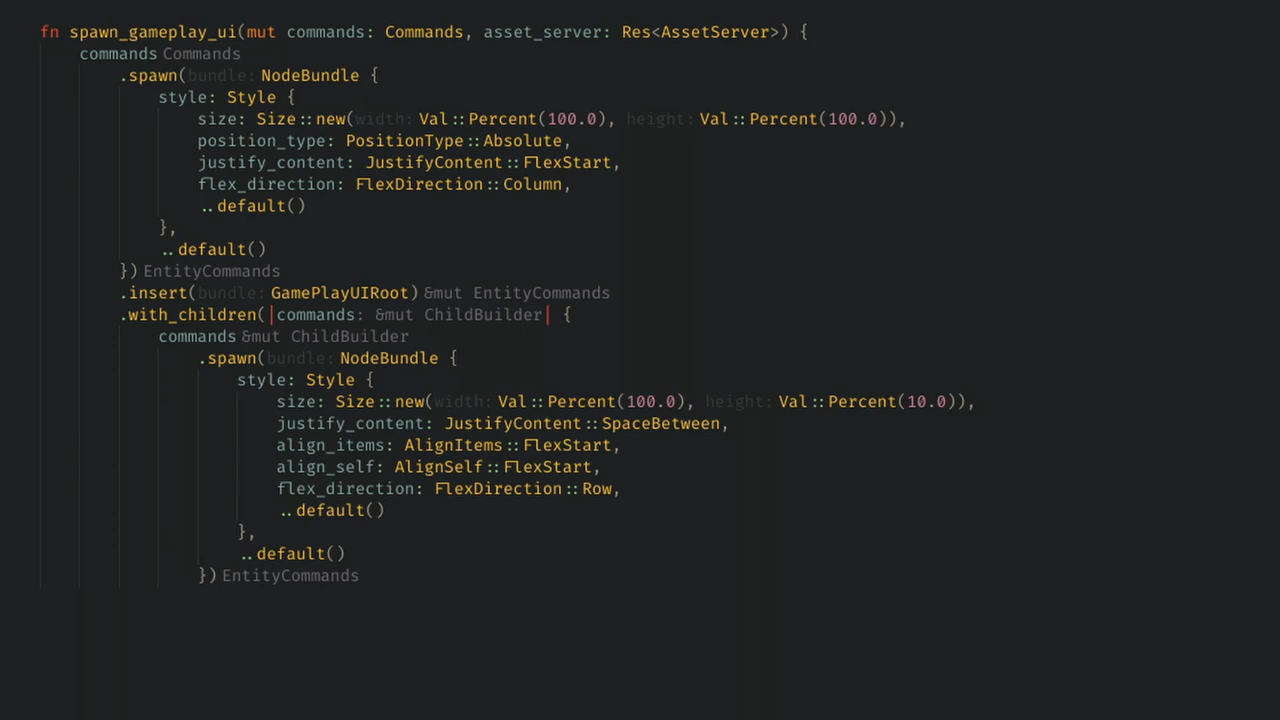 fn spawn_gameplay_ui(mut commands: Commands, asset_server: Res<AssetServer>) {
    commands Commands
        .spawn(bundle: NodeBundle {
            style: Style {
                size: Size::new(width: Val::Percent(100.0), height: Val::Percent(100.0)),
                position_type: PositionType::Absolute,
                justify_content: JustifyContent::FlexStart,
                flex_direction: FlexDirection::Column,
                ..default()
            },
            ..default()
        }) EntityCommands
        .insert(bundle: GamePlayUIRoot) &mut EntityCommands
        .with_children(|commands: &mut ChildBuilder| {
            commands &mut ChildBuilder
                .spawn(bundle: NodeBundle {
                    style: Style {
                        size: Size::new(width: Val::Percent(100.0), height: Val::Percent(10.0)),
                        justify_content: JustifyContent::SpaceBetween,
                        align_items: AlignItems::FlexStart,
                        align_self: AlignSelf::FlexStart,
                        flex_direction: FlexDirection::Row,
                        ..default()
                    },
                    ..default()
                }) EntityCommands